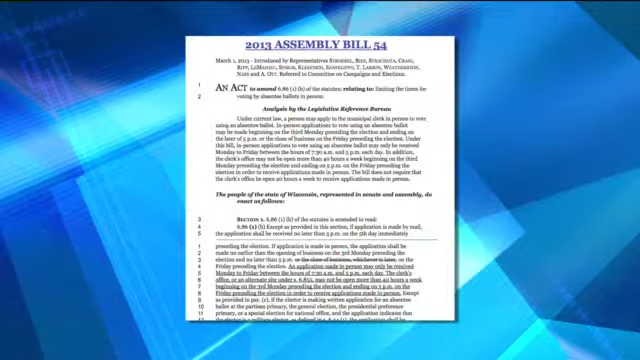 2013 ASSEMBLY BILL 54
March 1, 2013 - Introduced by Representatives STROEBEL, BIES, STRACHOTA, CRAIG,
RIPP, LEMAHIEU, SPIROS, KLEEFISCH, SANFELIPPO, T. LARSON, WEATHERSTON,
NASS and A. OTT. Referred to Committee on Campaigns and Elections.
1 AN ACT to amend 6.86 (1) (b) of the statutes; relating to: limiting the times for
2 voting by absentee ballots in person.
Analysis by the Legislative Reference Bureau
Under current law, a person may apply to the municipal clerk in person to vote
using an absentee ballot. In-person applications to vote using an absentee ballot
may be made beginning on the third Monday preceding the election and ending on
the later of 5 p.m. or the close of business on the Friday preceding the election. Under
this bill, in-person applications to vote using an absentee ballot may only be received
Monday to Friday between the hours of 7:30 a.m. and 5 p.m. each day. In addition,
the clerk's office may not be open more than 40 hours a week beginning on the third
Monday preceding the election and ending on 5 p.m. on the Friday preceding the
election in order to receive applications made in person. The bill does not require that
the clerk's office be open 40 hours a week to receive applications made in person.
The people of the state of Wisconsin, represented in senate and assembly, do
enact as follows:
3 SECTION 1. 6.86 (1) (b) of the statutes is amended to read:
4 6.86 (1) (b) Except as provided in this section, if application is made by mail,
5 the application shall be received no later than 5 p.m. on the 5th day immediately
1 preceding the election. If application is made in person, the application shall be
2 made no earlier than the opening of business on the 3rd Monday preceding the
3 election and no later than 5 p.m. or the close of business, whichever is later, on the
4 Friday preceding the election. An application made in person may only be received
5 Monday to Friday between the hours of 7:30 a.m. and 5 p.m. each day. The clerk's
6 office, or an alternate site under s. 6.855, may not be open more than 40 hours a week
7 beginning on the 3rd Monday preceding the election and ending on 5 p.m. on the
8 Friday preceding the election in order to receive applications made in person. Except
9 as provided in par. (c), if the elector is making written application for an absentee
10 ballot at the partisan primary, the general election, the presidential preference
11 primary, or a special election for national office, and the application indicates that